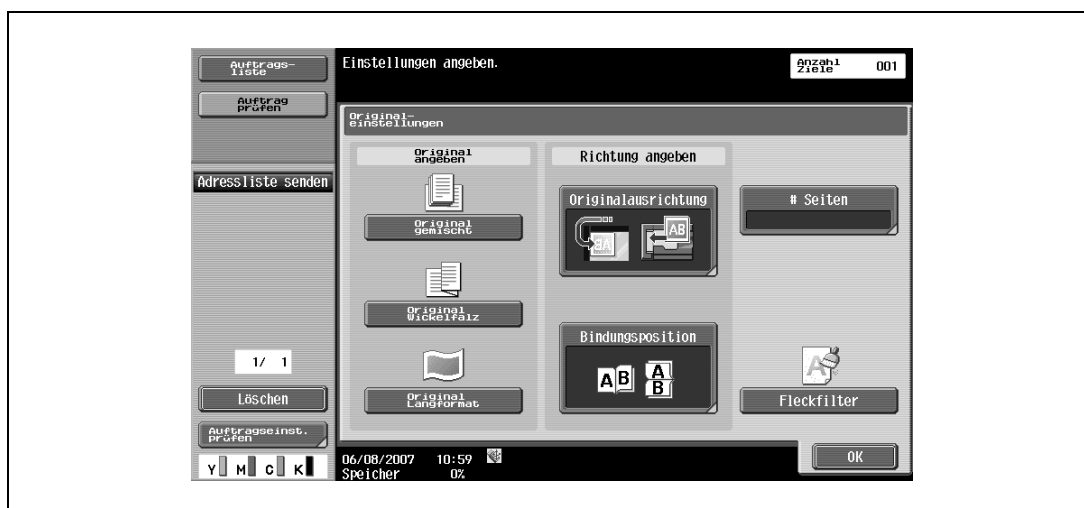 Auftrags-
liste
Auftrag
prüfen
Adressliste senden
1/ 1
Löschen
Auftragseinst.
prüfen
Y M C K
Einstellungen angeben.
Anzahl
Ziele 001
Original-
einstellungen
Original
angeben
Original
gemischt
Original
Wickelfalz
Original
Langformat
Richtung angeben
Originalausrichtung
AB AB
Bindungsposition
A B A
B
# Seiten
A
Fleckfilter
OK
06/08/2007 10:59
Speicher 0%